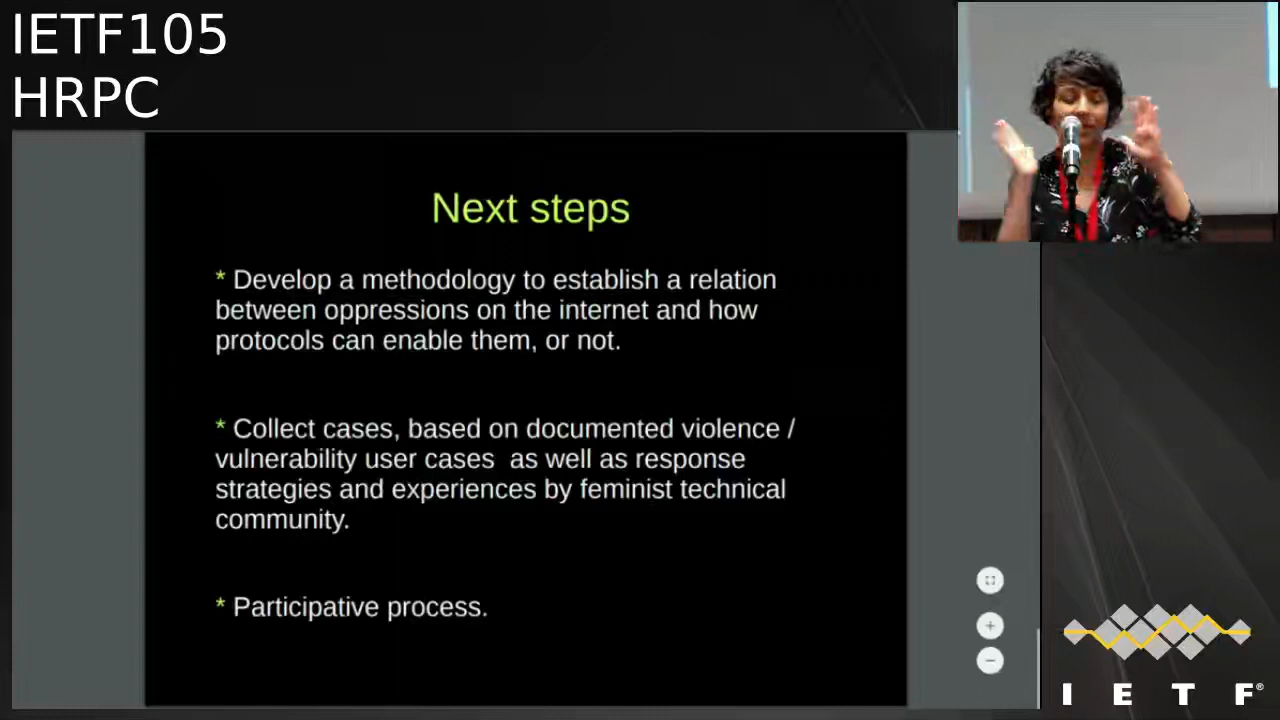 IETF105
HRPC
Next steps
* Develop a methodology to establish a relation
between oppressions on the internet and how
protocols can enable them, or not.
* Collect cases, based on documented violence /
vulnerability user cases  as well as response
strategies and experiences by feminist technical
community.
* Participative process.
I E T F®